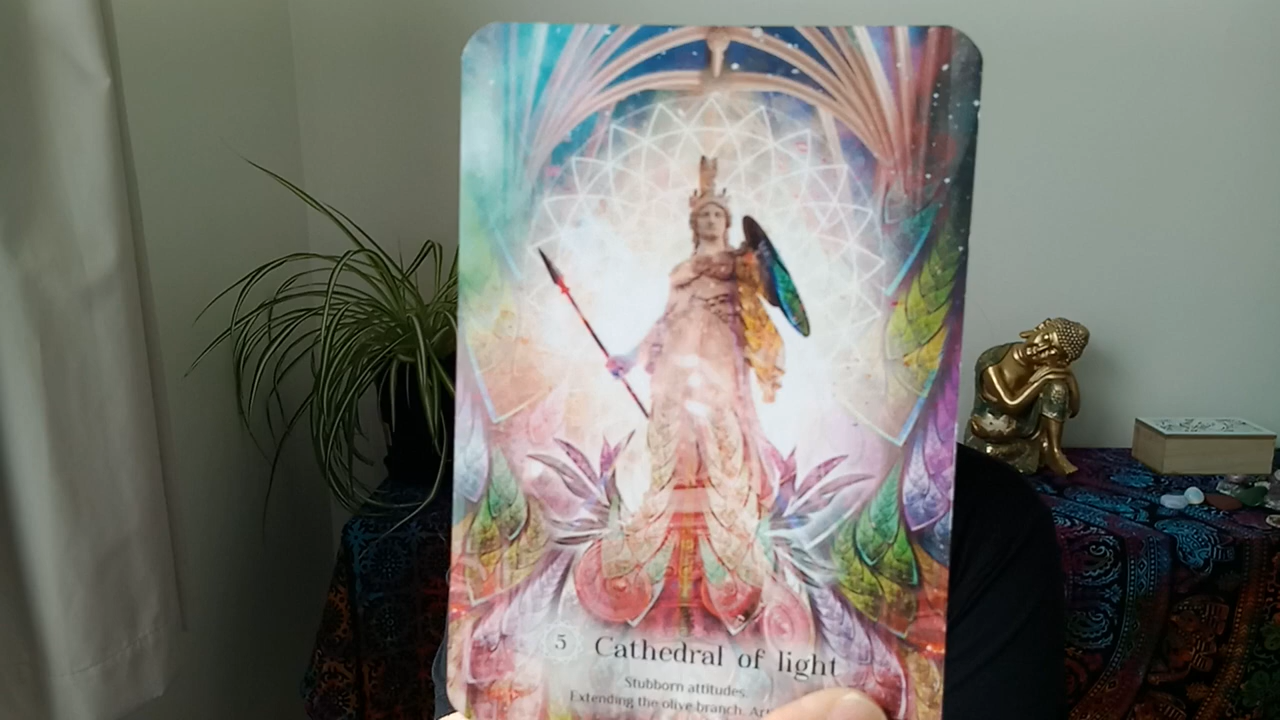 5 Cathedral of light
Stubborn attitudes.
Extending the olive branch.